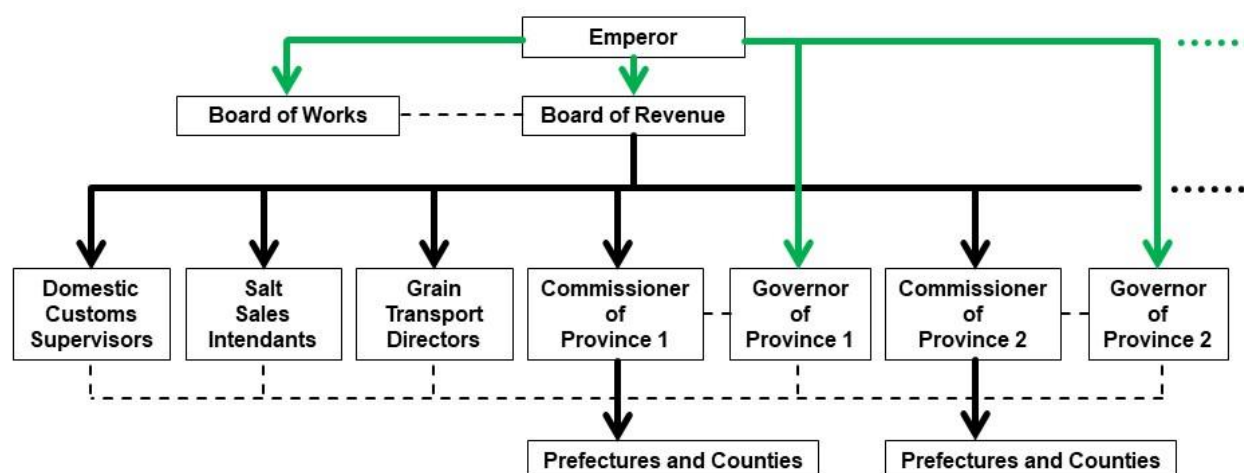 Emperor
Board of Works
Board of Revenue
Domestic
Customs
Supervisors
Salt
Sales
Intendants
Grain
Transport
Directors
Commissioner
of
Province 1
Governor
of
Province 1
Commissioner
of
Province 2
Governor
of
Province 2
Prefectures and Counties
Prefectures and Counties